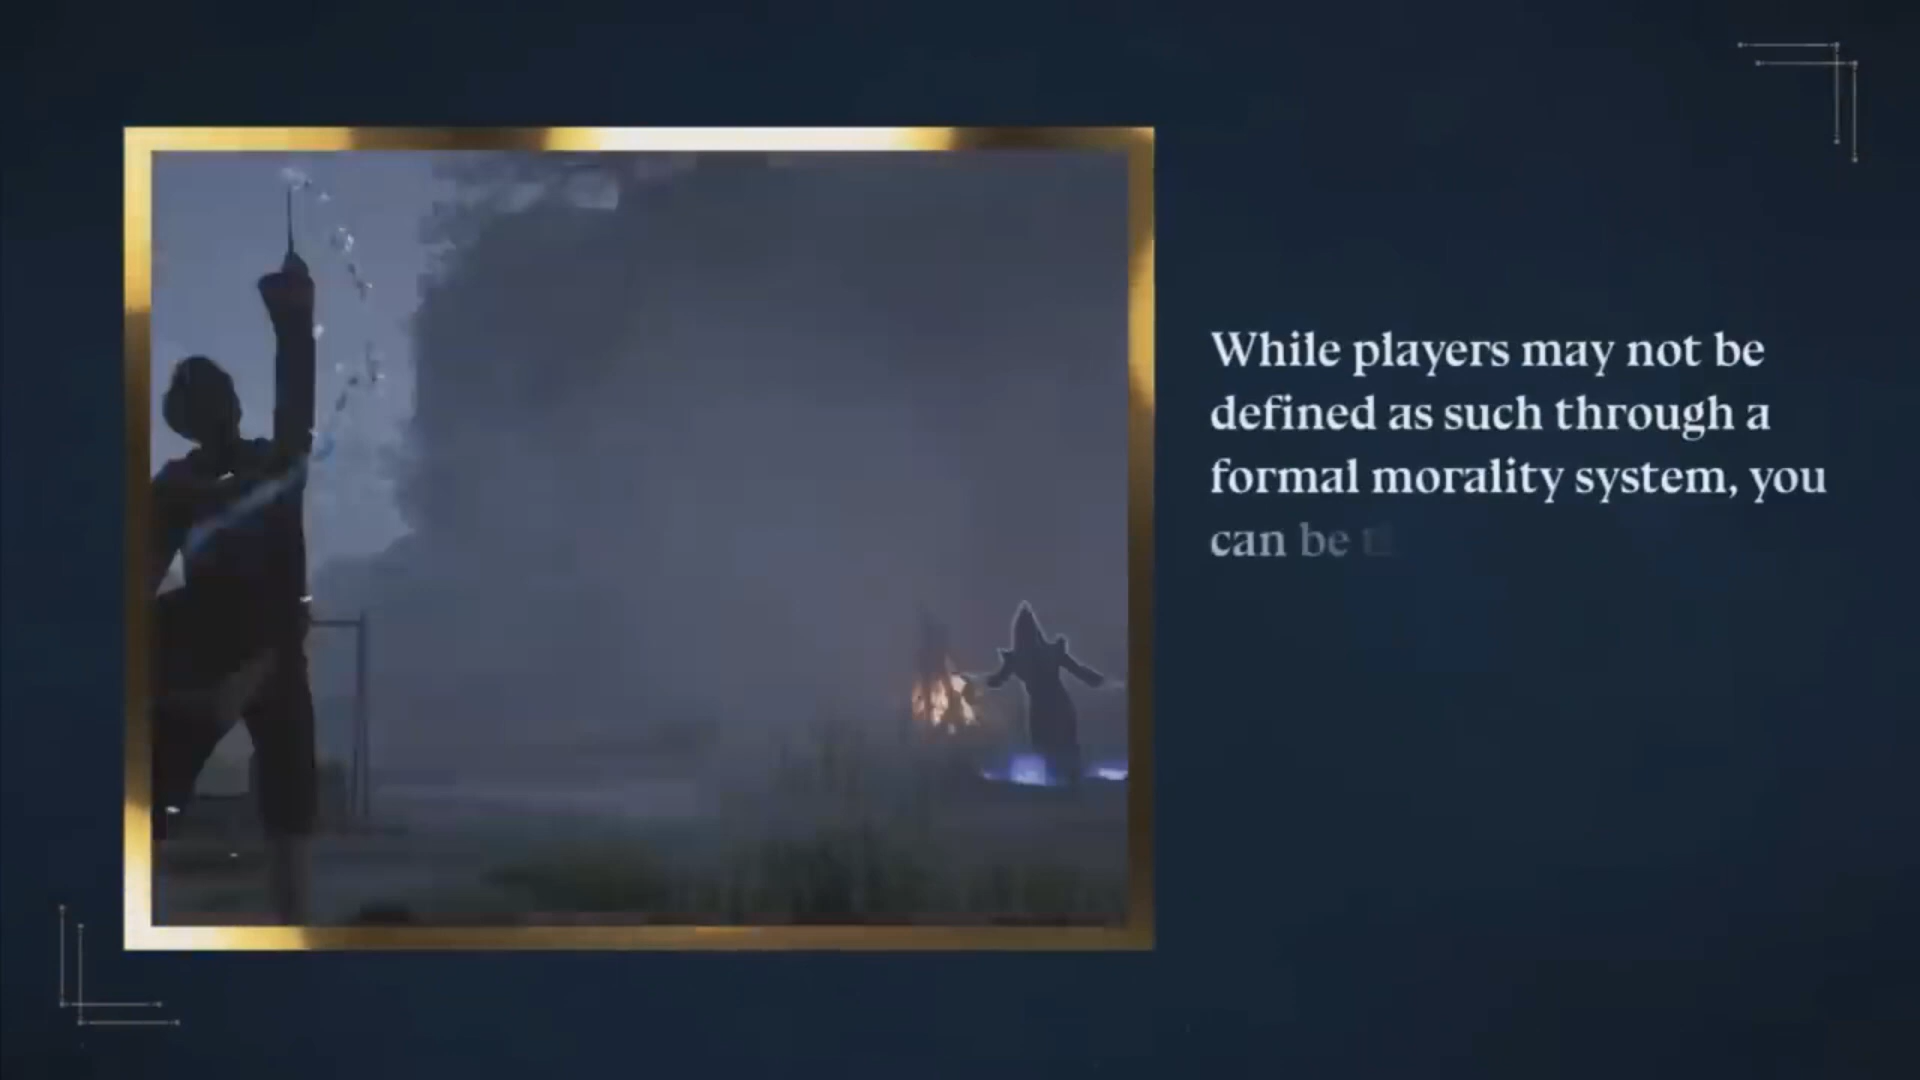 While players may not be
defined as such through a
formal morality system, you
can be